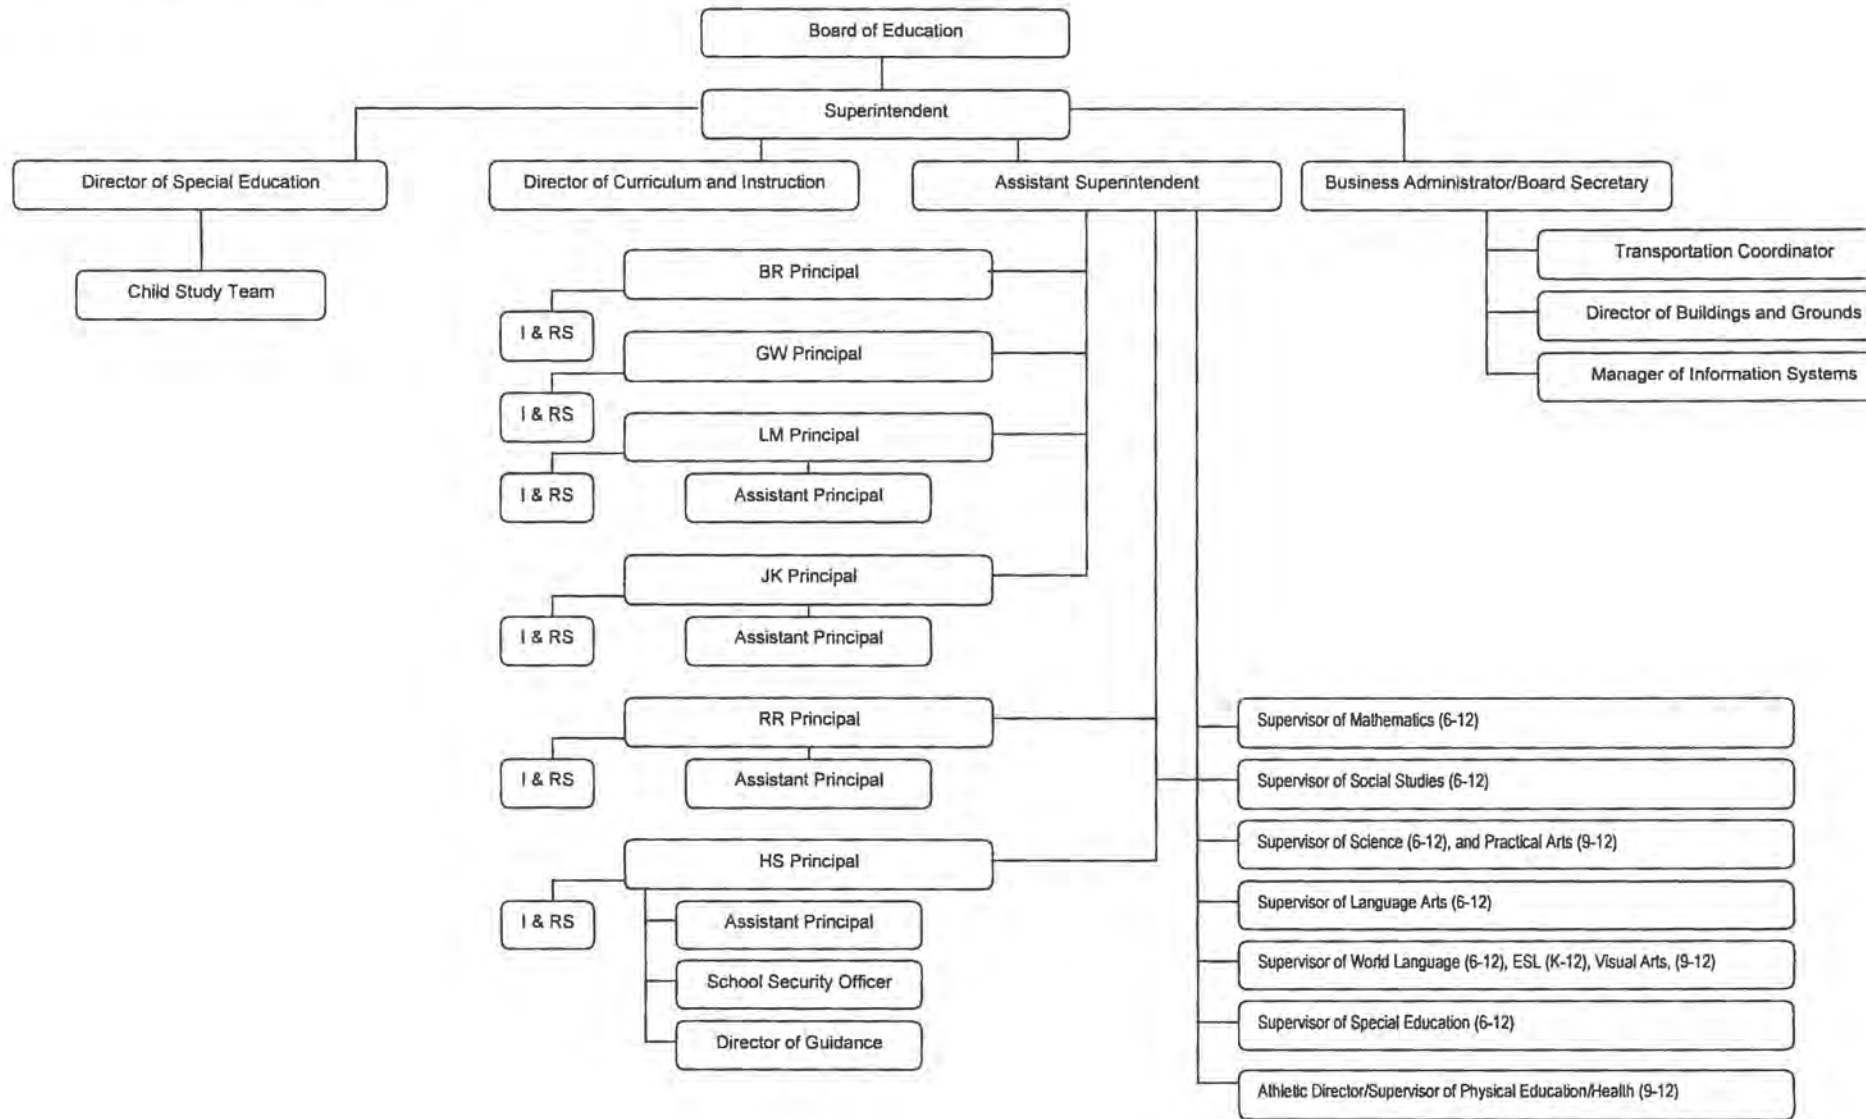 Board of Education
Superintendent
Director of Special Education
Director of Curriculum and Instruction
Assistant Superintendent
Business Administrator/Board Secretary
Child Study Team
Transportation Coordinator
Director of Buildings and Grounds
Manager of Information Systems
BR Principal
I & RS
GW Principal
I & RS
LM Principal
I & RS
Assistant Principal
JK Principal
I & RS
Assistant Principal
RR Principal
I & RS
Assistant Principal
HS Principal
I & RS
Assistant Principal
School Security Officer
Director of Guidance
Supervisor of Mathematics (6-12)
Supervisor of Social Studies (6-12)
Supervisor of Science (6-12), and Practical Arts (9-12)
Supervisor of Language Arts (6-12)
Supervisor of World Language (6-12), ESL (K-12), Visual Arts, (9-12)
Supervisor of Special Education (6-12)
Athletic Director/Supervisor of Physical Education/Health (9-12)